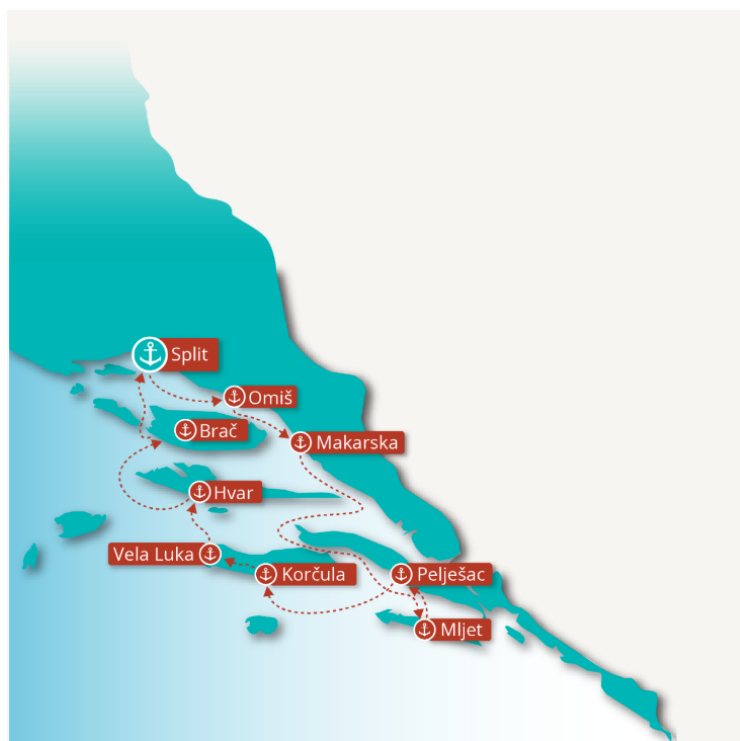 Split
Omiš
Brač
Makarska
Hvar
Vela Luka
Korčula
Pelješac
Mljet